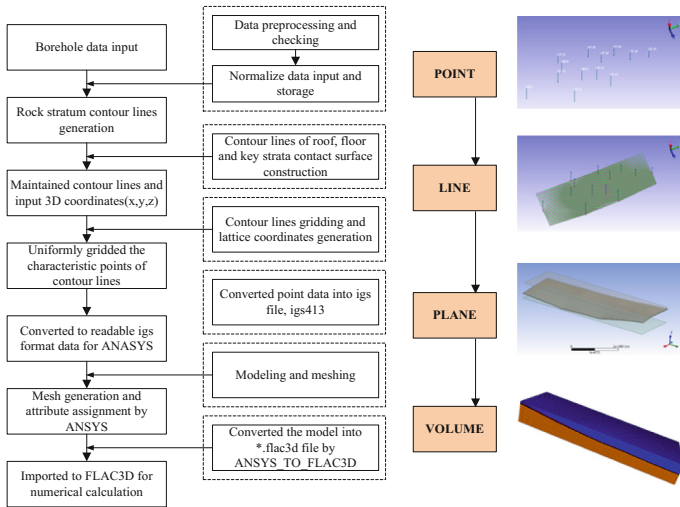 Borehole data input
Rock stratum contour lines
generation
Maintained contour lines and
input 3D coordinates(x,y,z)
Uniformly gridded the
characteristic points of
contour lines
Converted to readable igs
format data for ANASYS
Mesh generation and
attribute assignment by
ANSYS
Imported to FLAC3D for
numerical calculation
Data preprocessing and
checking
Normalize data input and
storage
Contour lines of roof, floor
and key strata contact surface
construction
Contour lines gridding and
lattice coordinates generation
Converted point data into igs
file, igs413
Modeling and meshing
Converted the model into
*.flac3d file by
ANSYS_TO_FLAC3D
POINT
LINE
PLANE
VOLUME